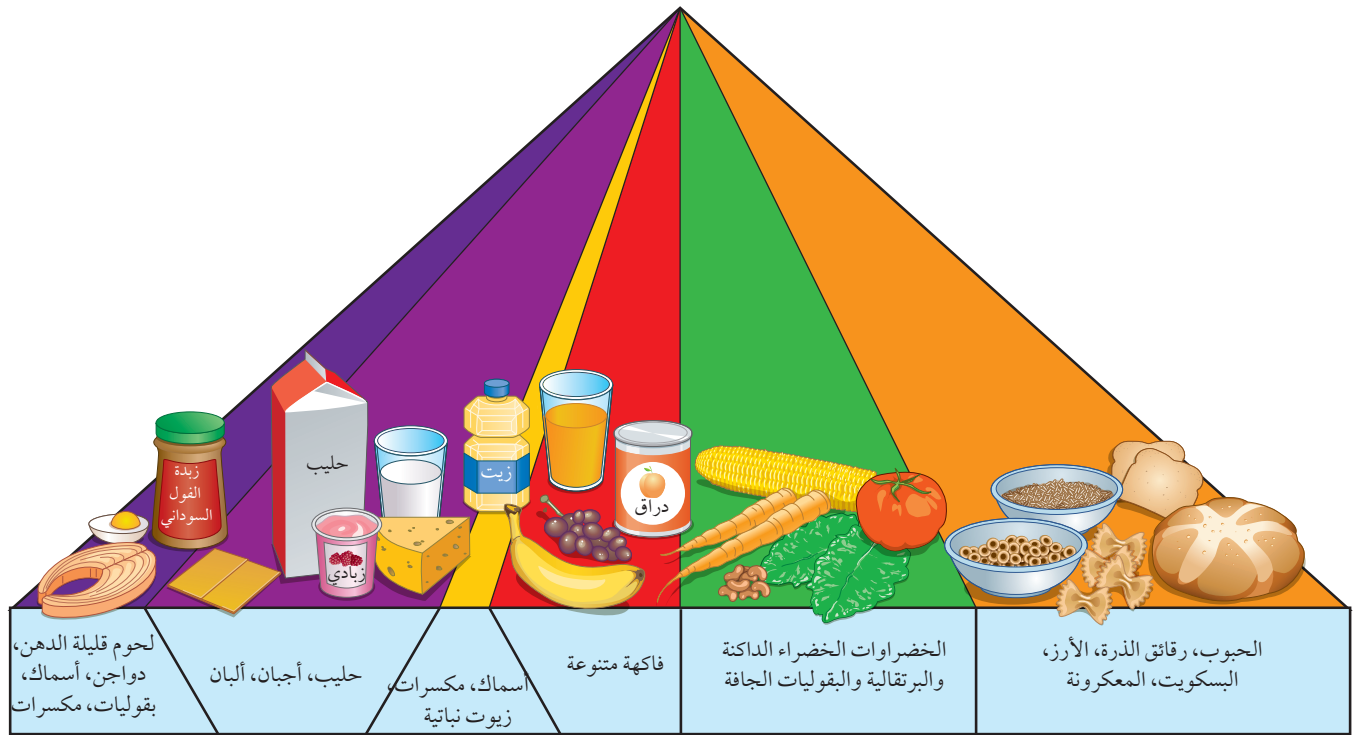 زبدة
الفول
السوداني
حليب
زبادي
زيت
دراق
الحبوب، رقائق الذرة، الأرز،
البسكويت، المعكرونة
الخضراوات الخضراء الداكنة
والبرتقالية والبقوليات الجافة
فاكهة متنوعة
أسماك، مكسرات،
زيوت نباتية
حليب، أجبان، ألبان
لحوم قليلة الدهن،
دواجن، أسماك،
بقوليات، مكسرات